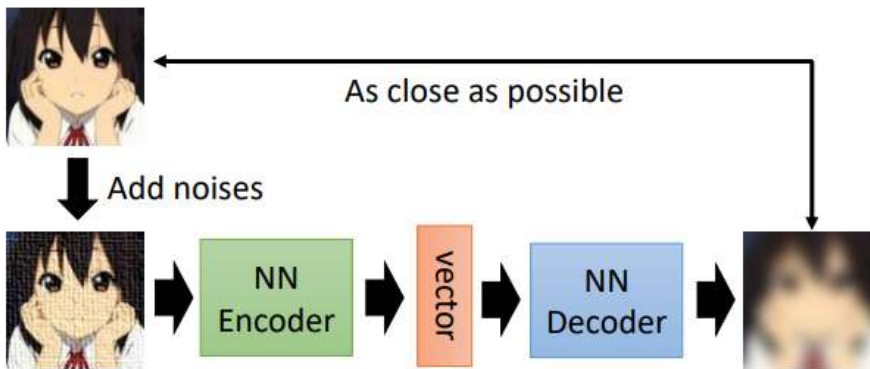 As close as possible
Add noises
NN
Encoder
vector
NN
Decoder